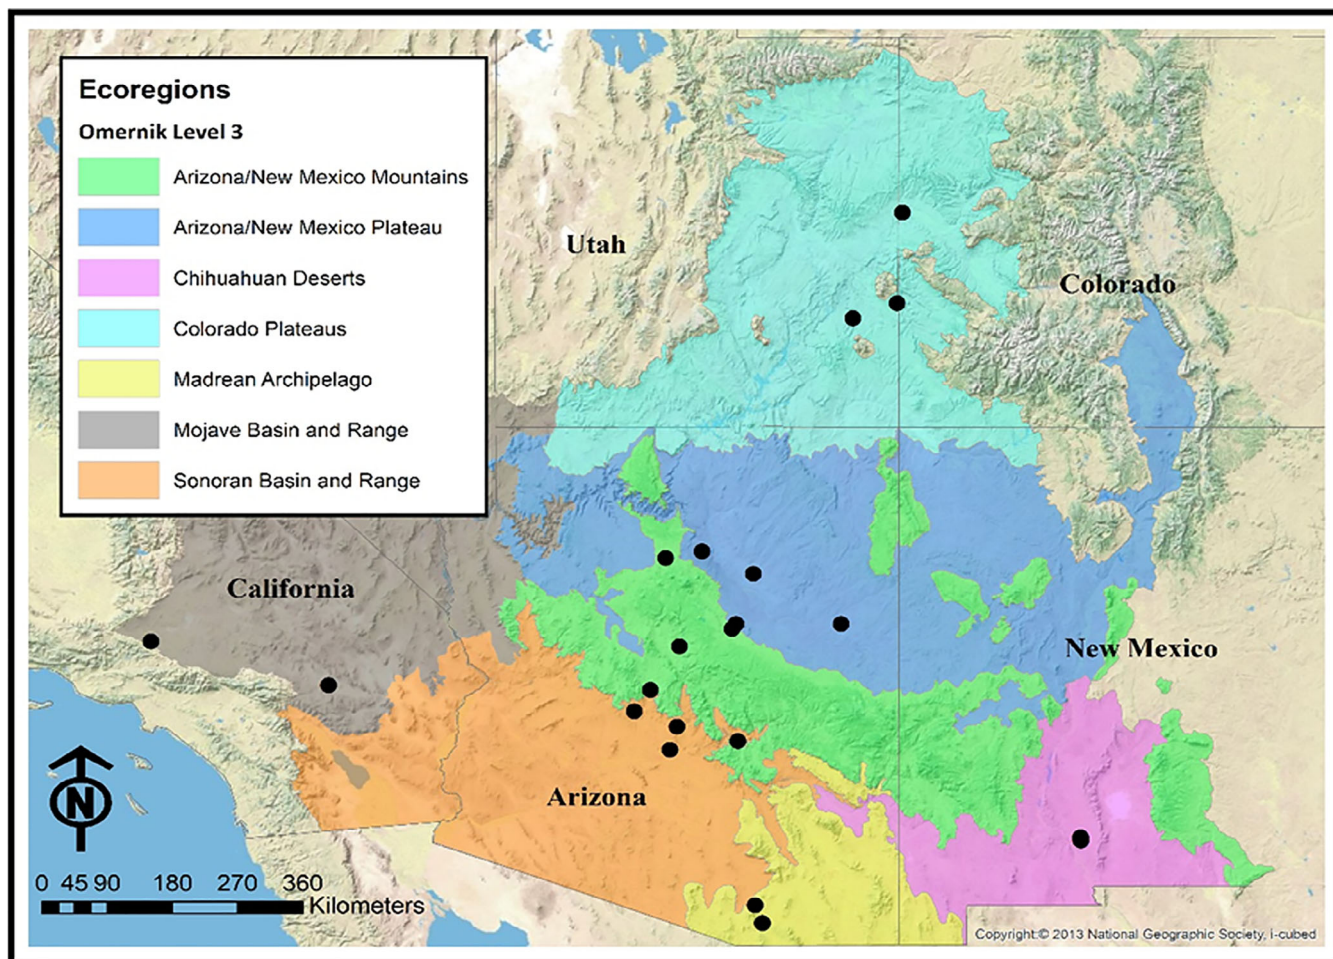 Ecoregions
Omernik Level 3
Arizona/New Mexico Mountains
Arizona/New Mexico Plateau
Chihuahuan Deserts
Colorado Plateaus
Madrean Archipelago
Mojave Basin and Range
Sonoran Basin and Range
Utah
Colorado
California
New Mexico
Arizona
N
0 45 90 180 270 360
Kilometers
Copyright:© 2013 National Geographic Society, i-cubed